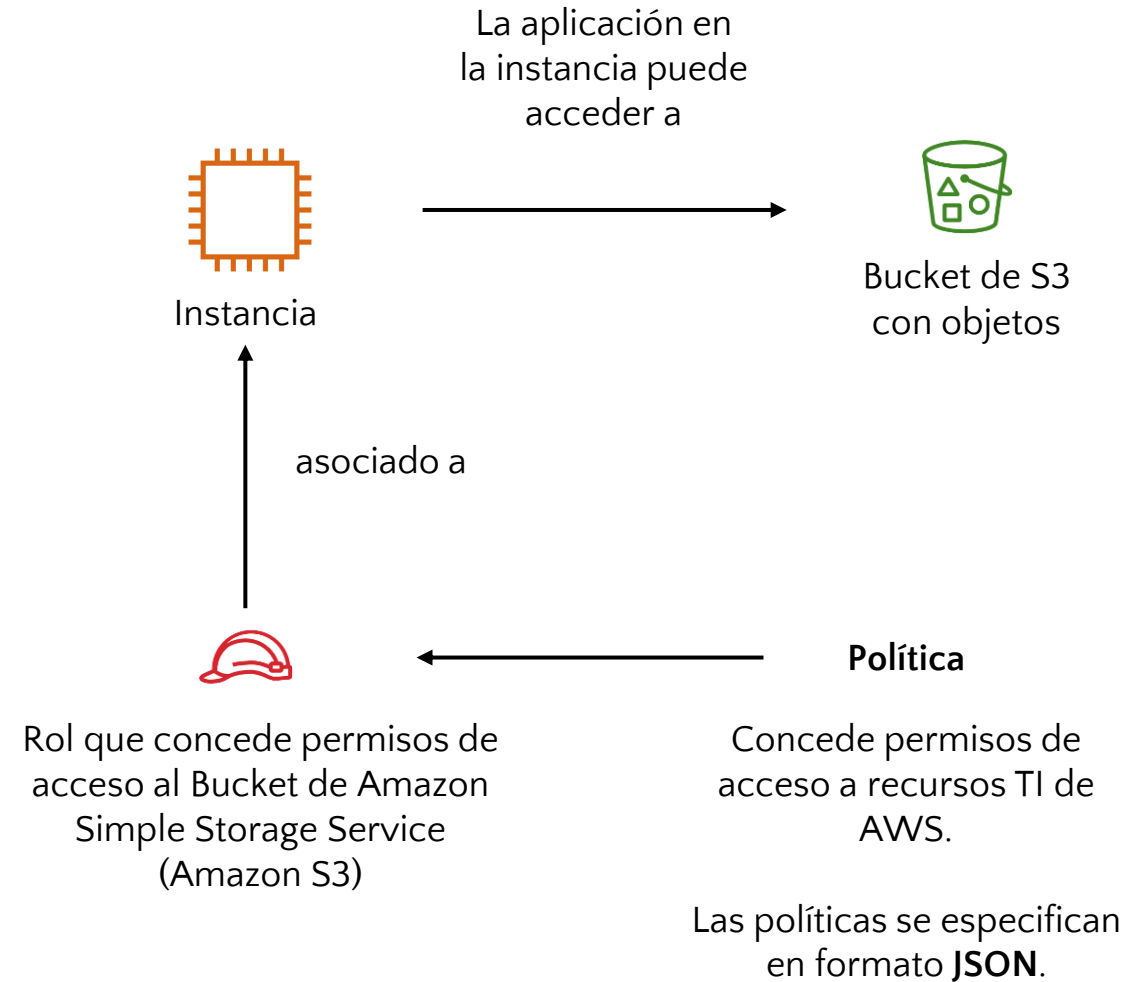 La aplicación en
la instancia puede
acceder a
Instancia
Bucket de S3
con objetos
asociado a
Política
Rol que concede permisos de
acceso al Bucket de Amazon
Simple Storage Service
(Amazon S3)
Concede permisos de
acceso a recursos TI de
AWS.
Las políticas se especifican
en formato JSON.